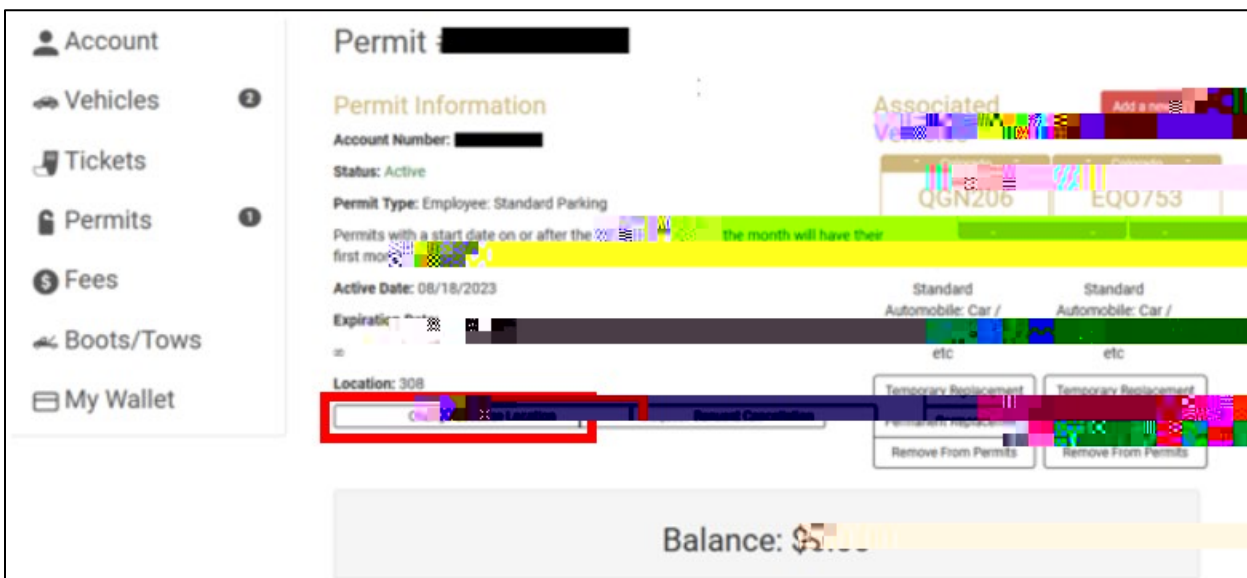 Account
Vehicles 2
Tickets
Permits 1
Fees
Boots/Tows
My Wallet
Permit
Permit Information
Account Number:
Status: Active
Permit Type: Employee: Standard Parking
Permits with a start date on or after the the month will have their
first
Active Date: 08/18/2023
Location: 308
Location
Request Cancellation
Associated
Add a new
QGN206 EQO753
Standard Standard
Automobile: Car / Automobile: Car /
etc etc
Temporary Replacement Temporary Replacement
Remove From Permits Remove From Permits
Balance: